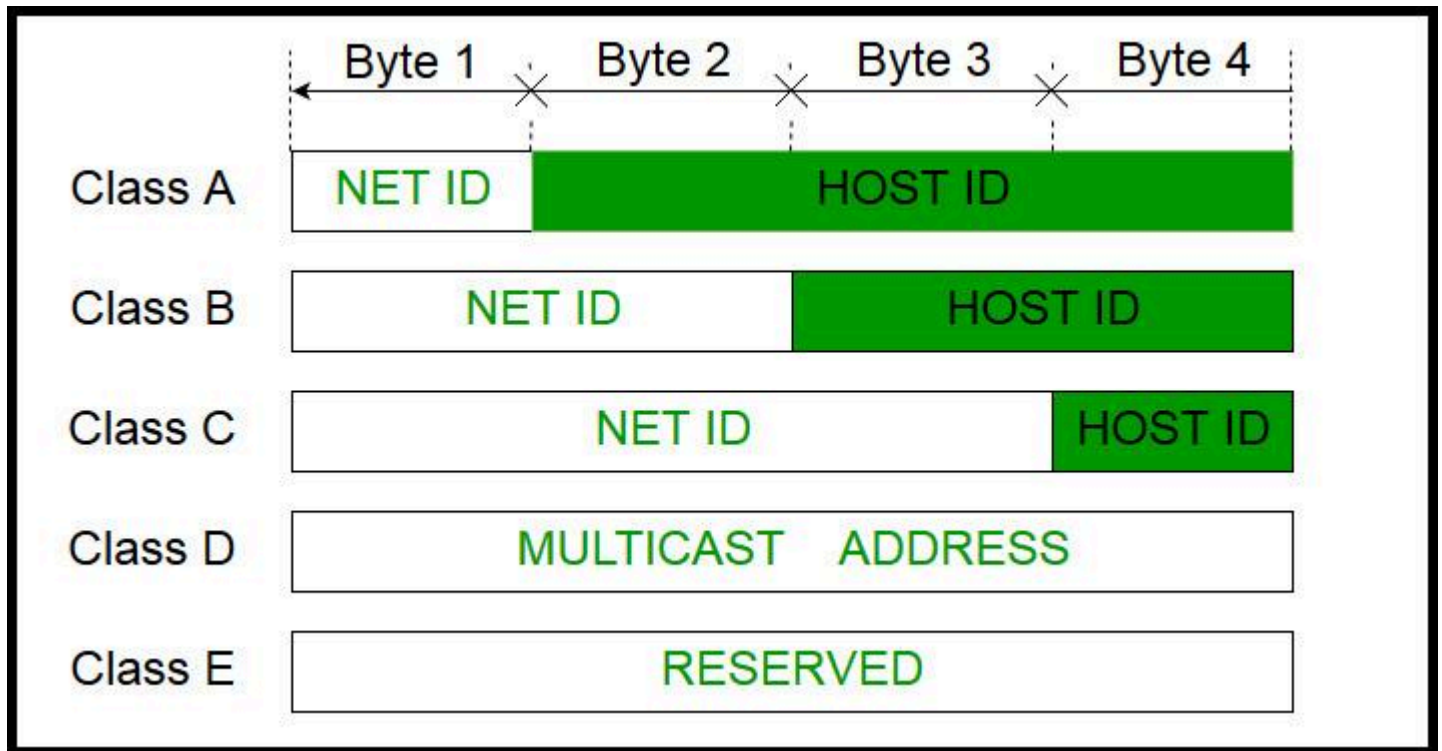 Byte 1 Byte 2 Byte 3 Byte 4
Class A NET ID HOST ID
Class B NET ID HOST ID
Class C NET ID HOST ID
Class D MULTICAST ADDRESS
Class E RESERVED